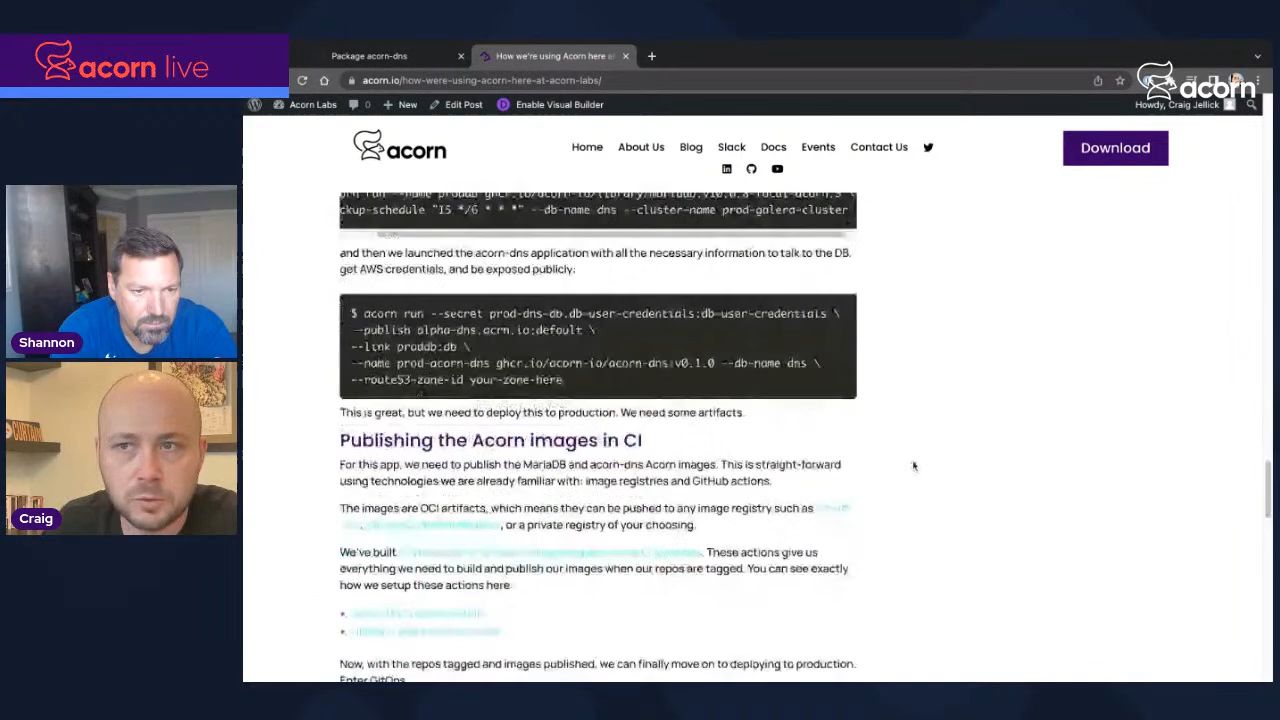 acorn live
Package acorn-dns
How we're using Acorn here at
acorn.io/how-were-using-acorn-here-at-acorn-labs/
acorn
Acorn Labs
0
New
Edit Post
Enable Visual Builder
Howdy, Craig Jellick
acorn
Home
About Us
Blog
Slack
Docs
Events
Contact Us
Download
ckup-schedule "15 */6 * * *" --db-name dns --cluster-name prod-galera-cluster
and then we launched the acorn-dns application with all the necessary information to talk to the DB,
get AWS credentials, and be exposed publicly:
$ acorn run --secret prod-dns-db.db-user-credentials:db-user-credentials \
--publish alpha-dns.acrn.io:default \
--link proddb:db \
--name prod-acorn-dns ghcr.io/acorn-io/acorn-dns:v0.1.0 --db-name dns \
--route53-zone-id your-zone-here
This is great, but we need to deploy this to production. We need some artifacts.
Publishing the Acorn images in CI
For this app, we need to publish the MariaDB and acorn-dns Acorn images. This is straight-forward
using technologies we are already familiar with: image registries and GitHub actions.
The images are OCI artifacts, which means they can be pushed to any image registry such as
, or a private registry of your choosing.
We've built
. These actions give us
everything we need to build and publish our images when our repos are tagged. You can see exactly
how we setup these actions here
Now, with the repos tagged and images published, we can finally move on to deploying to production.
Enter GitOps
Shannon
CURTAIN
Craig